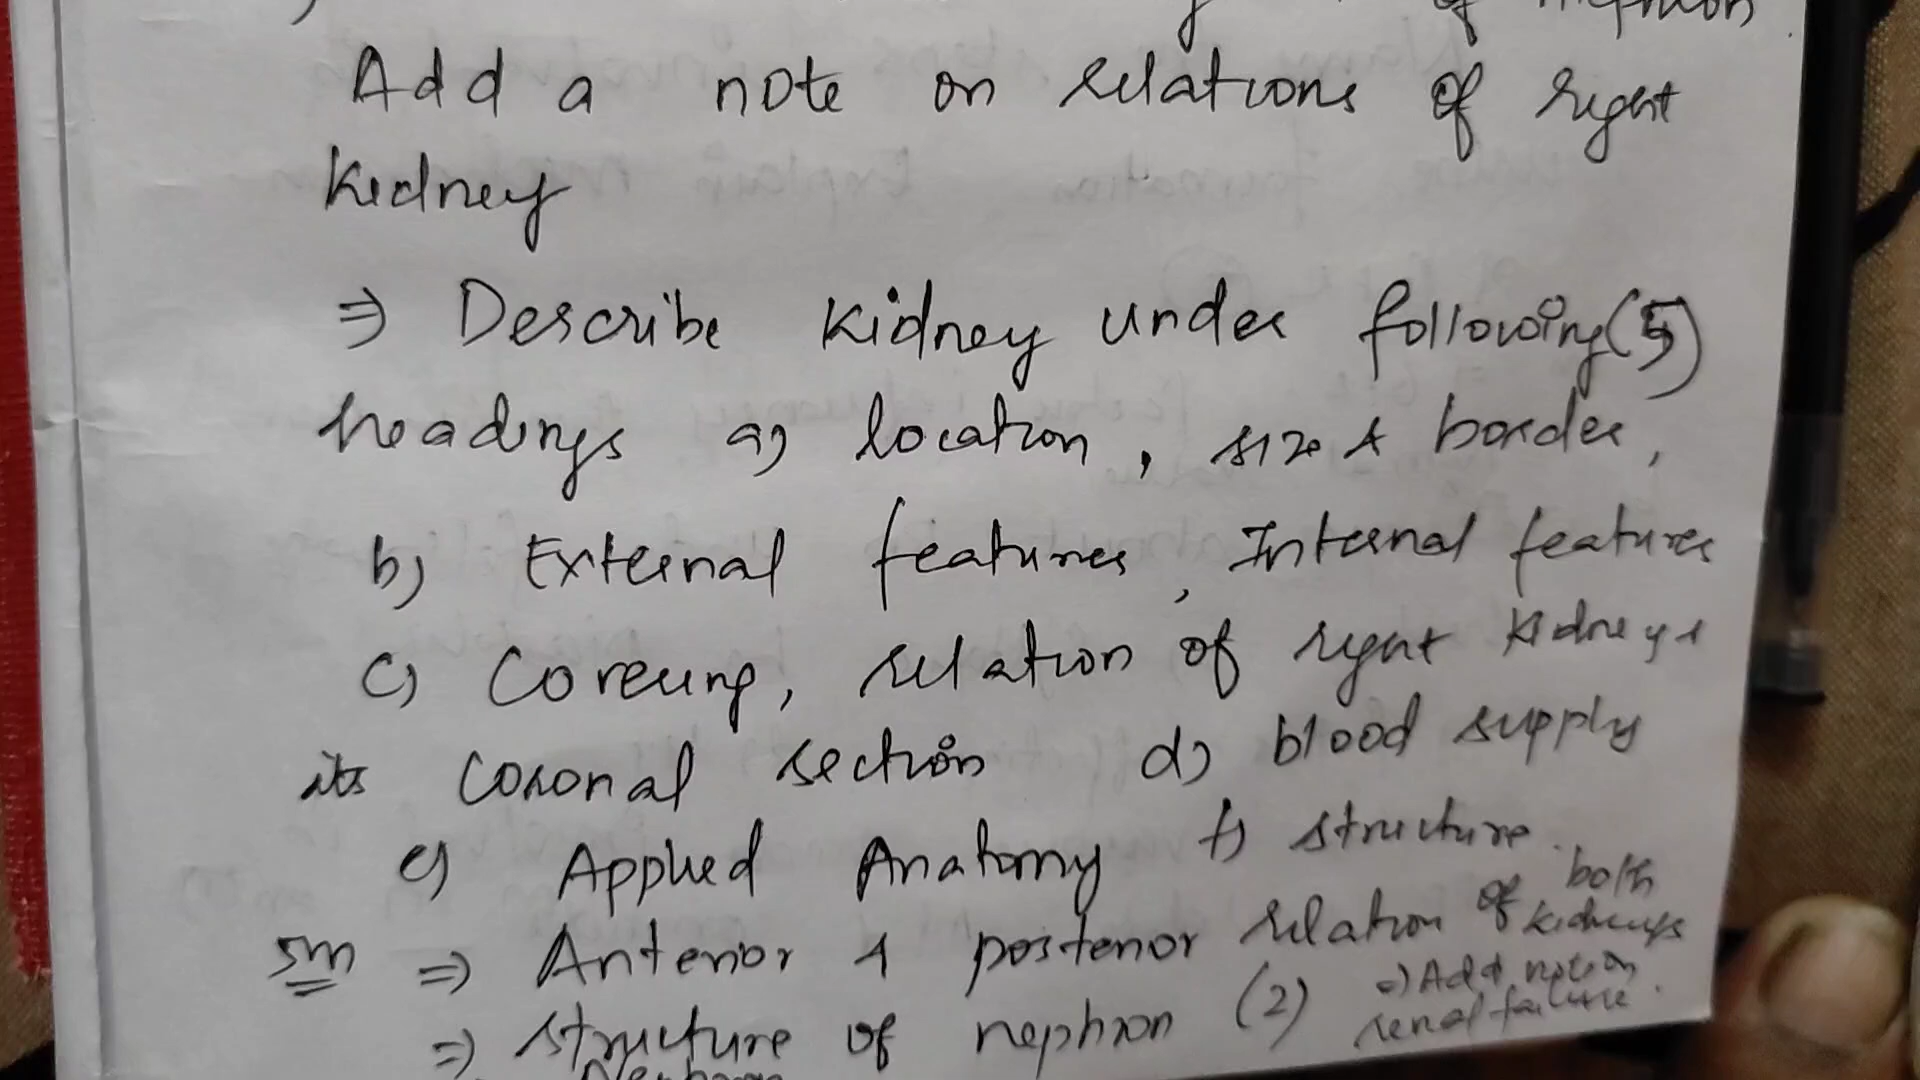 of nephron
Add a note on relations of right
kidney
⇒ Describe kidney under following (5)
headings a) location, size & border,
b) External features, Internal features
c) Covering, relation of right kidney &
its coronal section d) blood supply
e) Applied Anatomy f) structure.
5m ⇒ Anterior & posterior relation of both kidneys
⇒ structure of nephron (2) ⇒) Add note on
renal failure.